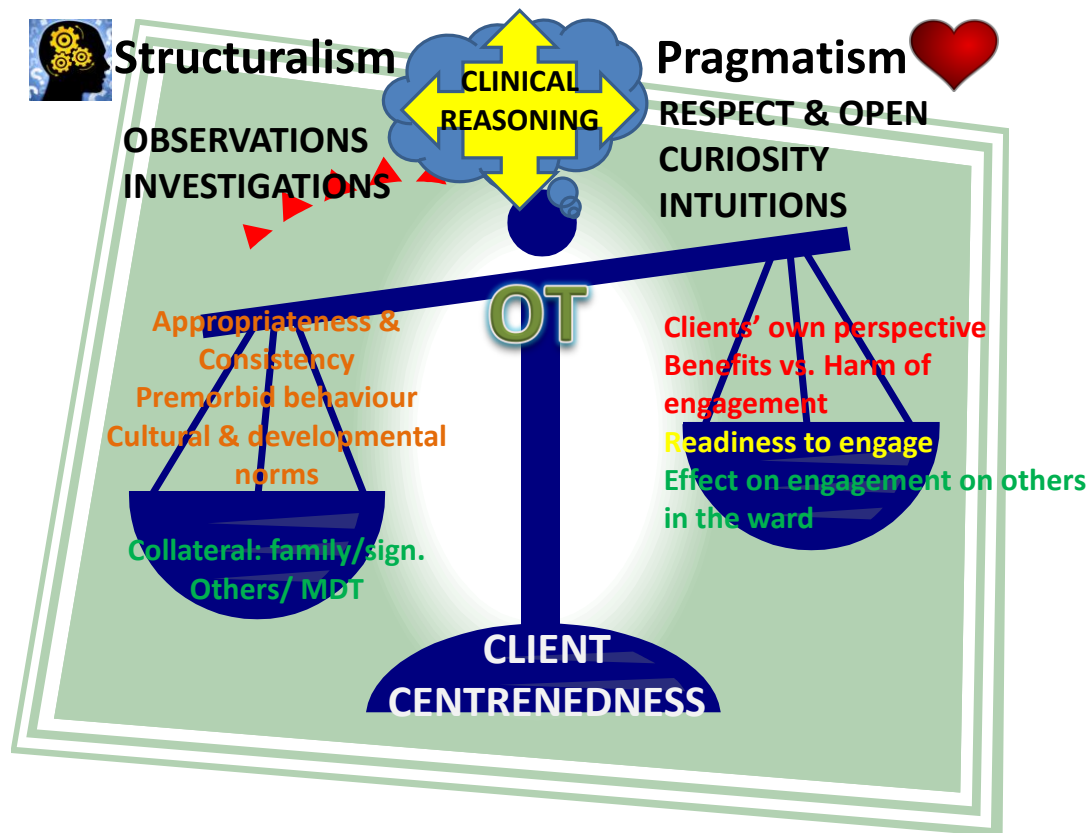 Structuralism
OBSERVATIONS
INVESTIGATIONS
CLINICAL
REASONING
Pragmatism
RESPECT & OPEN
CURIOSITY
INTUITIONS
OT
Appropriateness &
Consistency
Premorbid behaviour
Cultural & developmental
norms
Collateral: family/sign.
Others/ MDT
Clients’ own perspective
Benefits vs. Harm of
engagement
Readiness to engage
Effect on engagement on others
in the ward
CLIENT
CENTRENEDNESS